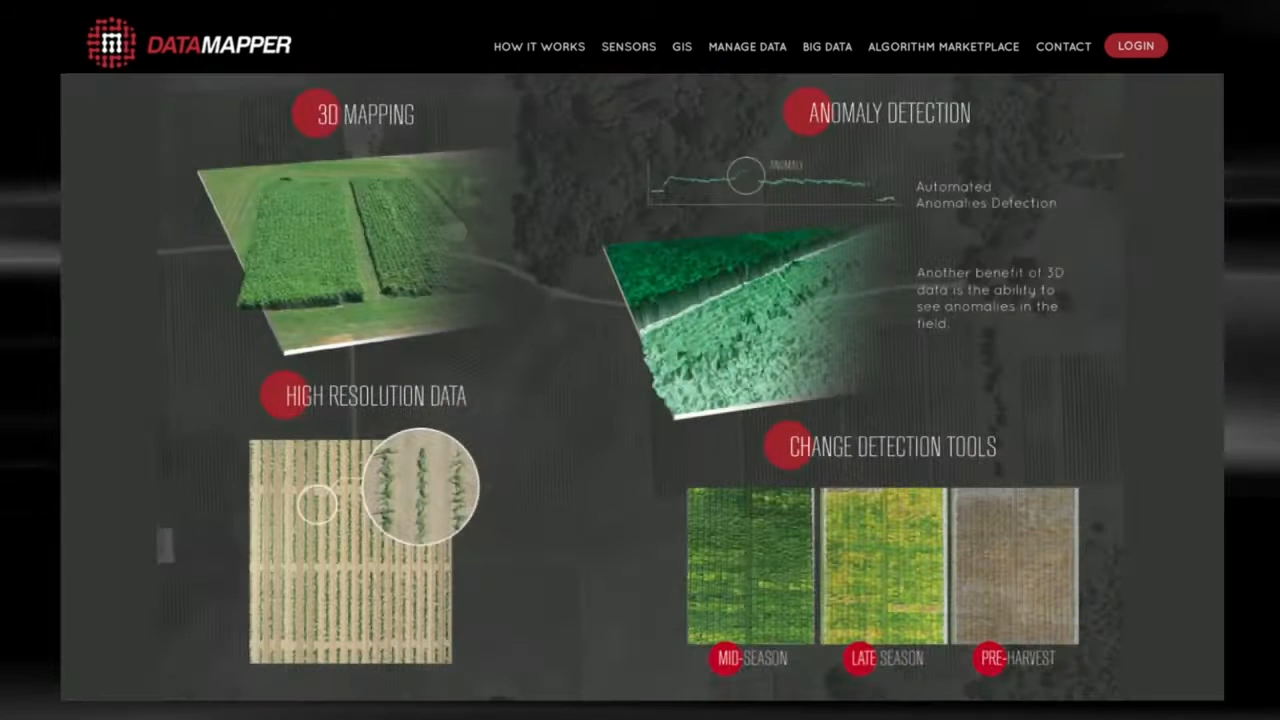 DATAMAPPER
HOW IT WORKS SENSORS GIS MANAGE DATA BIG DATA ALGORITHM MARKETPLACE CONTACT LOGIN
3D MAPPING
ANOMALY DETECTION
ANOMALY
Automated
Anomalies Detection
Another benefit of 3D
data is the ability to
see anomalies in the
field.
HIGH RESOLUTION DATA
CHANGE DETECTION TOOLS
MID-SEASON
LATE SEASON
PRE-HARVEST